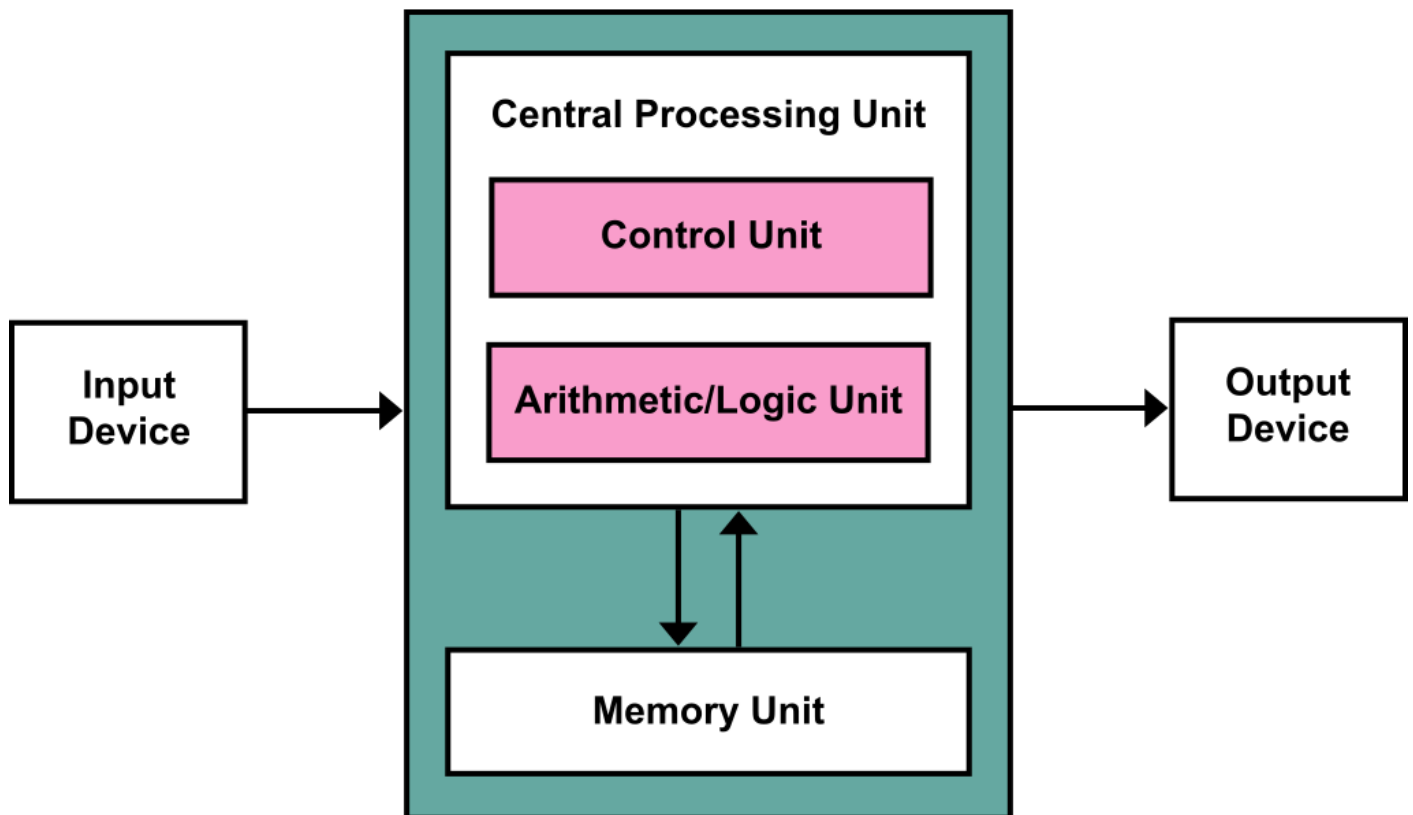 Central Processing Unit
Control Unit
Arithmetic/Logic Unit
Input
Device
Output
Device
Memory Unit